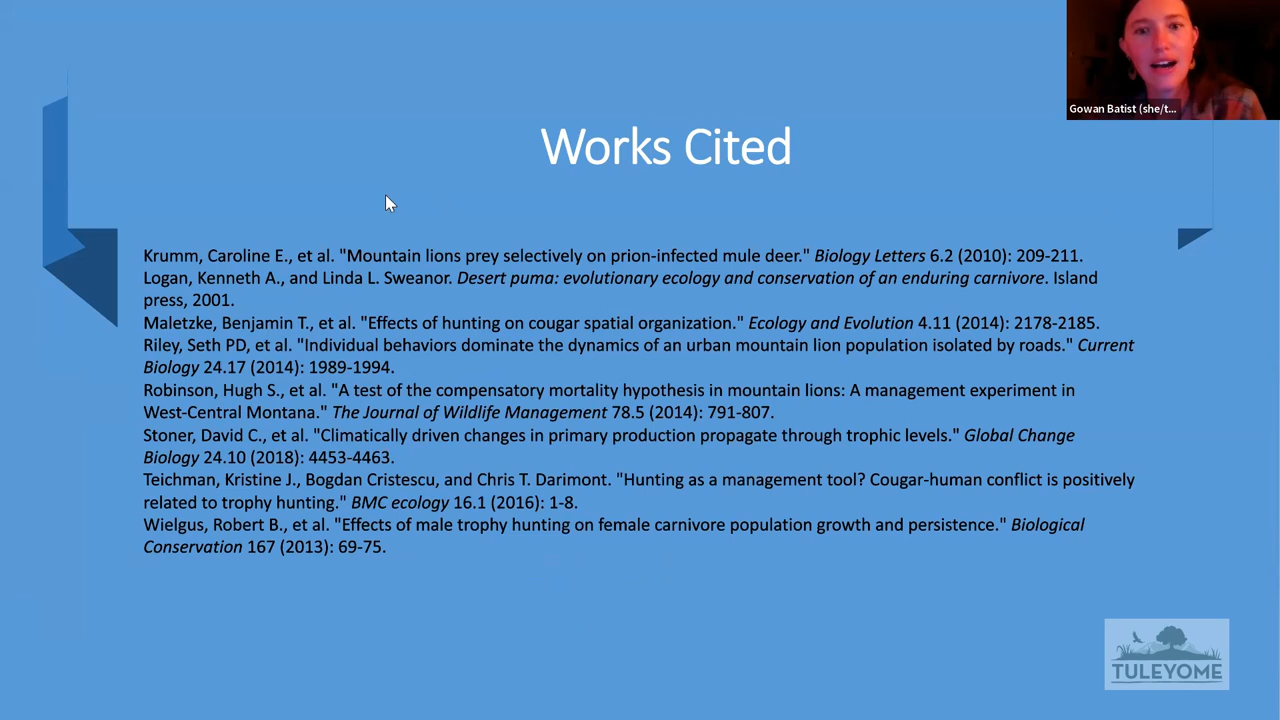 Gowan Batist (she/t...
Works Cited
Krumm, Caroline E., et al. "Mountain lions prey selectively on prion-infected mule deer." Biology Letters 6.2 (2010): 209-211.
Logan, Kenneth A., and Linda L. Sweanor. Desert puma: evolutionary ecology and conservation of an enduring carnivore. Island
press, 2001.
Maletzke, Benjamin T., et al. "Effects of hunting on cougar spatial organization." Ecology and Evolution 4.11 (2014): 2178-2185.
Riley, Seth PD, et al. "Individual behaviors dominate the dynamics of an urban mountain lion population isolated by roads." Current
Biology 24.17 (2014): 1989-1994.
Robinson, Hugh S., et al. "A test of the compensatory mortality hypothesis in mountain lions: A management experiment in
West-Central Montana." The Journal of Wildlife Management 78.5 (2014): 791-807.
Stoner, David C., et al. "Climatically driven changes in primary production propagate through trophic levels." Global Change
Biology 24.10 (2018): 4453-4463.
Teichman, Kristine J., Bogdan Cristescu, and Chris T. Darimont. "Hunting as a management tool? Cougar-human conflict is positively
related to trophy hunting." BMC ecology 16.1 (2016): 1-8.
Wielgus, Robert B., et al. "Effects of male trophy hunting on female carnivore population growth and persistence." Biological
Conservation 167 (2013): 69-75.
TULEYOME